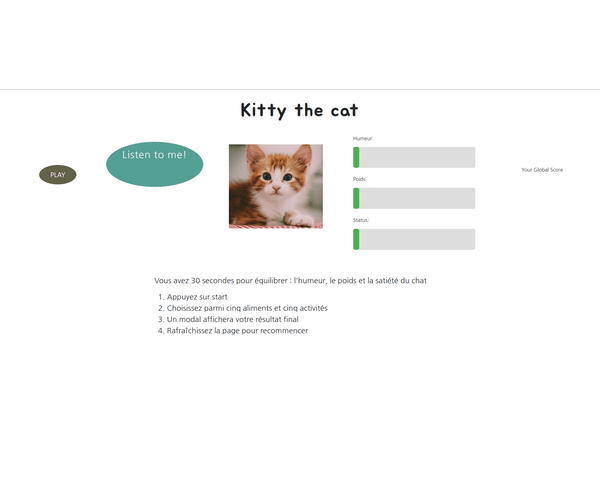 Kitty the cat
PLAY
Listen to me!
Humeur:
Poids:
Status:
Your Global Score
Vous avez 30 secondes pour équilibrer : l'humeur, le poids et la satiété du chat
1. Appuyez sur start
2. Choisissez parmi cinq aliments et cinq activités
3. Un modal affichera votre résultat final
4. Rafraîchissez la page pour recommencer